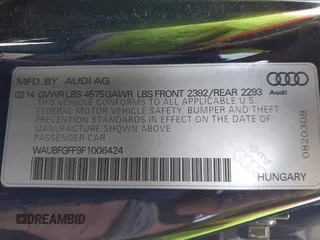 MFD BY AUDI AG
02 14 GVWR LBS 4575GAWR LBS FRONT 2392/REAR 2293
THIS VEHICLE CONFORMS TO ALL APPLICABLE U.S.
FEDERAL MOTOR VEHICLE SAFETY, BUMPER AND THEFT
PREVENTION STANDARDS IN EFFECT ON THE DATE
OF MANUFACTURE SHOWN ABOVE.
PASSENGER CAR
WAUBFGFF9F1006424
Audi
0820309
HUNGARY
DREAMBID